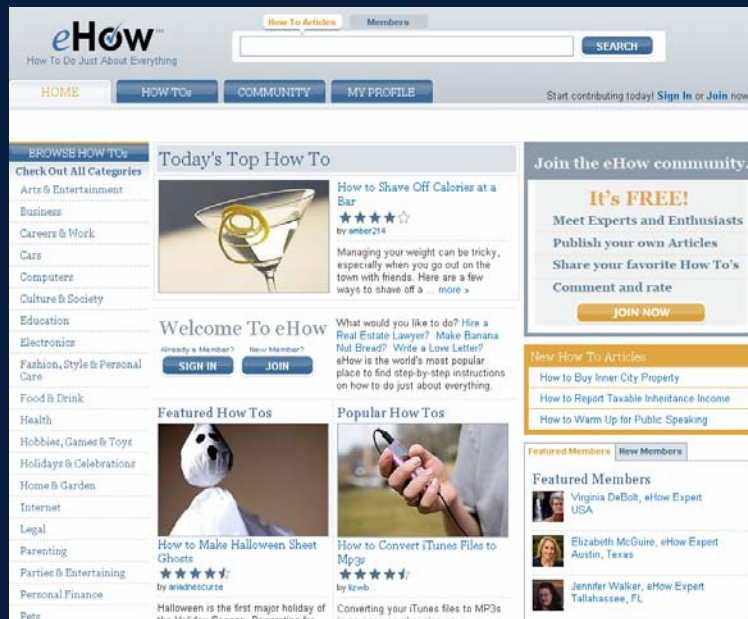 How To Articles
Members
eHow™
How To Do Just About Everything
SEARCH
HOME
HOW TOs
COMMUNITY
MY PROFILE
Start contributing today! Sign In or Join now
BROWSE HOW TOs
Check Out All Categories
Arts & Entertainment
Business
Careers & Work
Cars
Computers
Culture & Society
Education
Electronics
Fashion, Style & Personal
Care
Food & Drink
Health
Hobbies, Games & Toys
Holidays & Celebrations
Home & Garden
Internet
Legal
Parenting
Parties & Entertaining
Personal Finance
Pets
Today's Top How To
How to Shave Off Calories at a
Bar
by amber214
Managing your weight can be tricky,
especially when you go out on the
town with friends. Here are a few
ways to shave off a ... more »
Welcome To eHow
Already a Member?
New Member?
SIGN IN
JOIN
What would you like to do? Hire a
Real Estate Lawyer? Make Banana
Nut Bread? Write a Love Letter?
eHow is the world's most popular
place to find step-by-step instructions
on how to do just about everything.
Featured How Tos
How to Make Halloween Sheet
Ghosts
by ariadnescurse
Halloween is the first major holiday of
the Holiday Season. Decorating for
Popular How Tos
How to Convert iTunes Files to
Mp3s
by lizwb
Converting your iTunes files to MP3s
Join the eHow community.
It's FREE!
Meet Experts and Enthusiasts
Publish your own Articles
Share your favorite How To's
Comment and rate
JOIN NOW
New How To Articles
How to Buy Inner City Property
How to Report Taxable Inheritance Income
How to Warm Up for Public Speaking
Featured Members
New Members
Featured Members
Virginia DeBolt, eHow Expert
USA
Elizabeth McGuire, eHow Expert
Austin, Texas
Jennifer Walker, eHow Expert
Tallahassee, FL